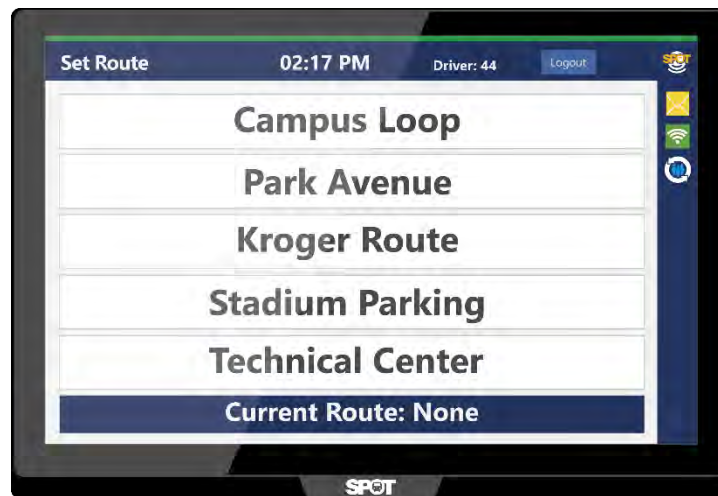 Set Route 02:17 PM Driver: 44 Logout SPOT
Campus Loop
Park Avenue
Kroger Route
Stadium Parking
Technical Center
Current Route: None
SPOT